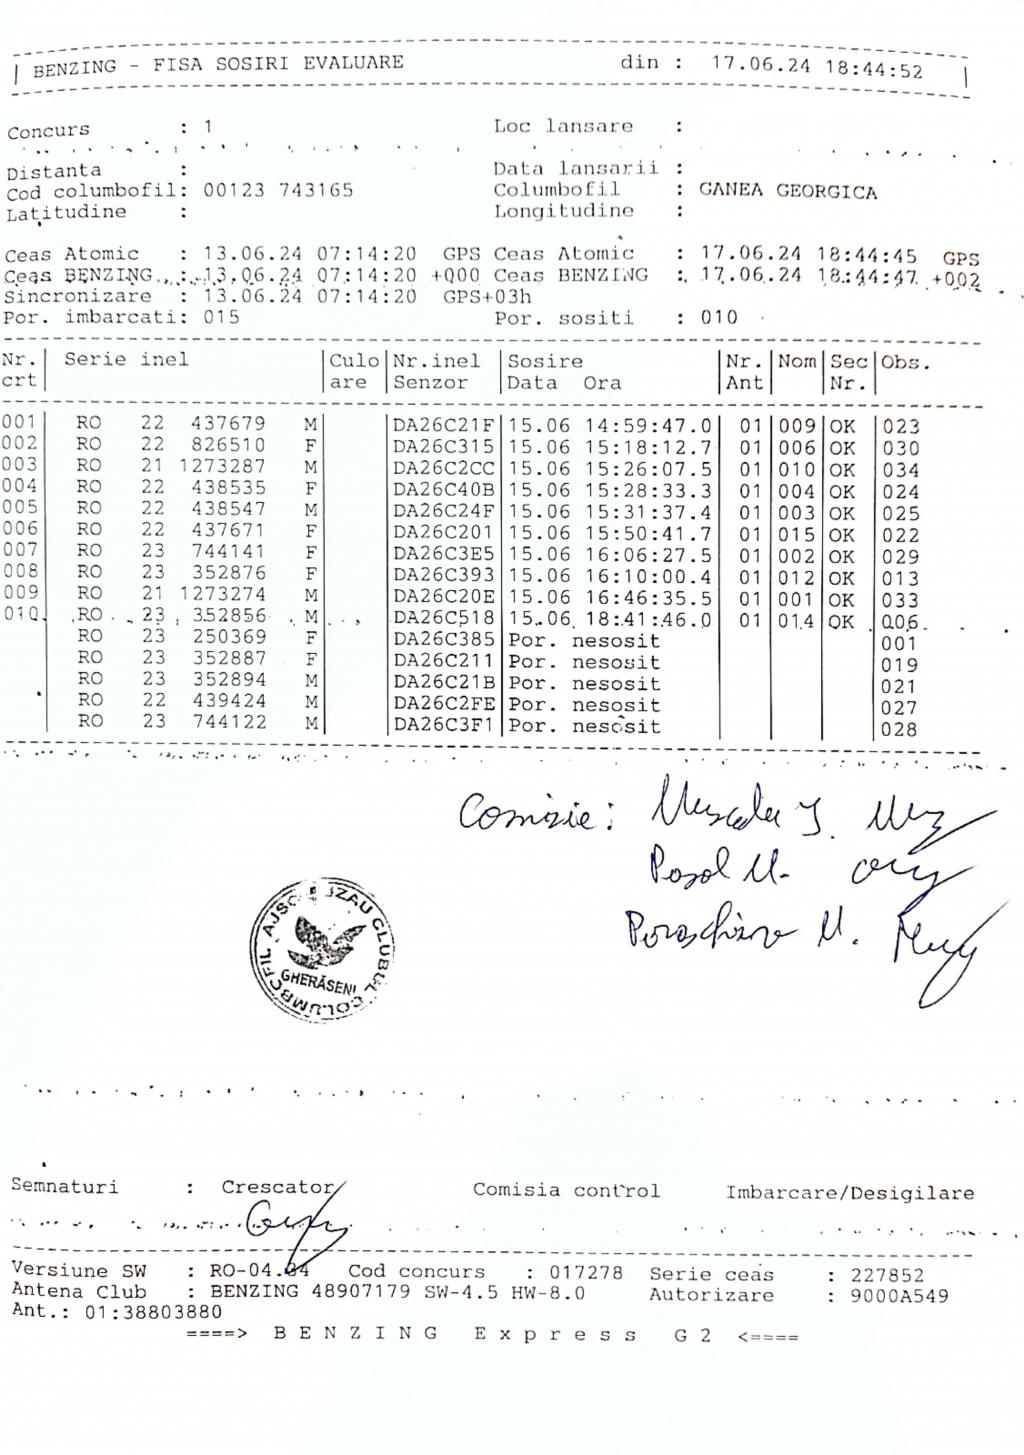 BENZING - FISA SOSIRI EVALUARE din : 17.06.24 18:44:52
Concurs : 1 Loc lansare :
Distanta : Data lansarii :
Cod columbofil: 00123 743165 Columbofil : GANEA GEORGICA
Latitudine : Longitudine :
Ceas Atomic : 13.06.24 07:14:20 GPS Ceas Atomic : 17.06.24 18:44:45 GPS
Ceas BENZING : 13.06.24 07:14:20 +000 Ceas BENZING : 17.06.24 18:44:47 +002
Sincronizare : 13.06.24 07:14:20 GPS+03h
Por. imbarcati: 015 Por. sositi : 010
Nr. Serie inel Culo Nr.inel Sosire Nr. Nom Sec Obs.
crt are Senzor Data Ora Ant Nr.
001 RO 22 437679 M DA26C21F 15.06 14:59:47.0 01 009 OK 023
002 RO 22 826510 F DA26C315 15.06 15:18:12.7 01 006 OK 030
003 RO 21 1273287 M DA26C2CC 15.06 15:26:07.5 01 010 OK 034
004 RO 22 438535 F DA26C40B 15.06 15:28:33.3 01 004 OK 024
005 RO 22 438547 M DA26C24F 15.06 15:31:37.4 01 003 OK 025
006 RO 22 437671 F DA26C201 15.06 15:50:41.7 01 015 OK 022
007 RO 23 744141 F DA26C3E5 15.06 16:06:27.5 01 002 OK 029
008 RO 23 352876 F DA26C393 15.06 16:10:00.4 01 012 OK 013
009 RO 21 1273274 M DA26C20E 15.06 16:46:35.5 01 001 OK 033
010 RO 23 352856 M DA26C518 15.06 18:41:46.0 01 014 OK 006
RO 23 250369 F DA26C385 Por. nesosit 001
RO 23 352887 F DA26C211 Por. nesosit 019
RO 23 352894 M DA26C21B Por. nesosit 021
RO 22 439424 M DA26C2FE Por. nesosit 027
RO 23 744122 M DA26C3F1 Por. nesosit 028
Comisie:
GHERĂSENI
CLUBUL COLUMBOFIL
Semnaturi : Crescator Comisia control Imbarcare/Desigilare
Versiune SW : RO-04.04 Cod concurs : 017278 Serie ceas : 227852
Antena Club : BENZING 48907179 SW-4.5 HW-8.0 Autorizare : 9000A549
Ant.: 01:38803880
====> B E N Z I N G E x p r e s s G 2 <====